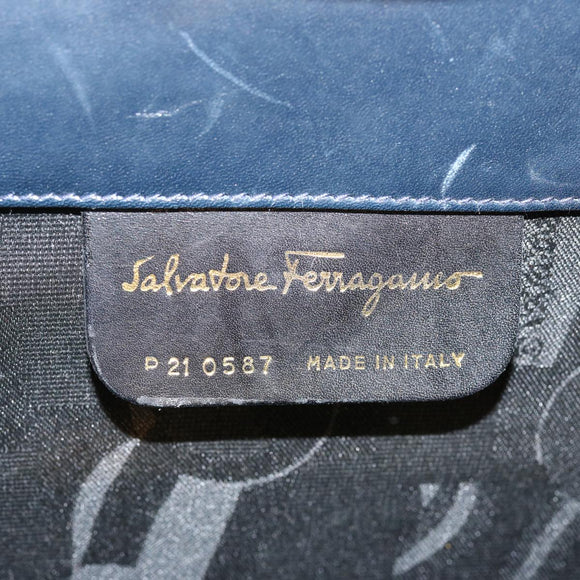 Salvatore Ferragamo
P 21 0587 MADE IN ITALY